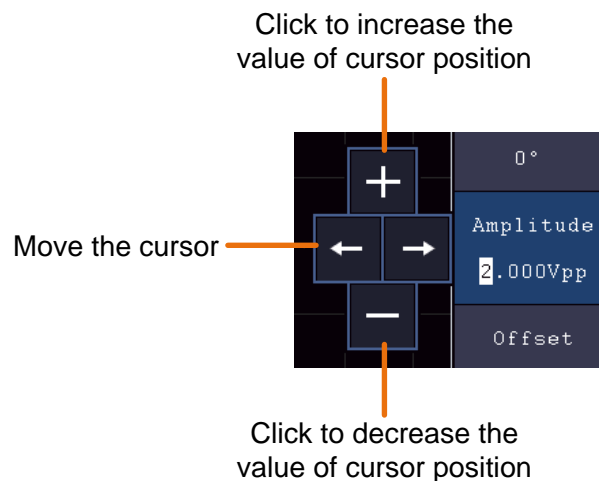 Click to increase the
value of cursor position
0°
Amplitude
Move the cursor
2.000Vpp
Offset
Click to decrease the
value of cursor position